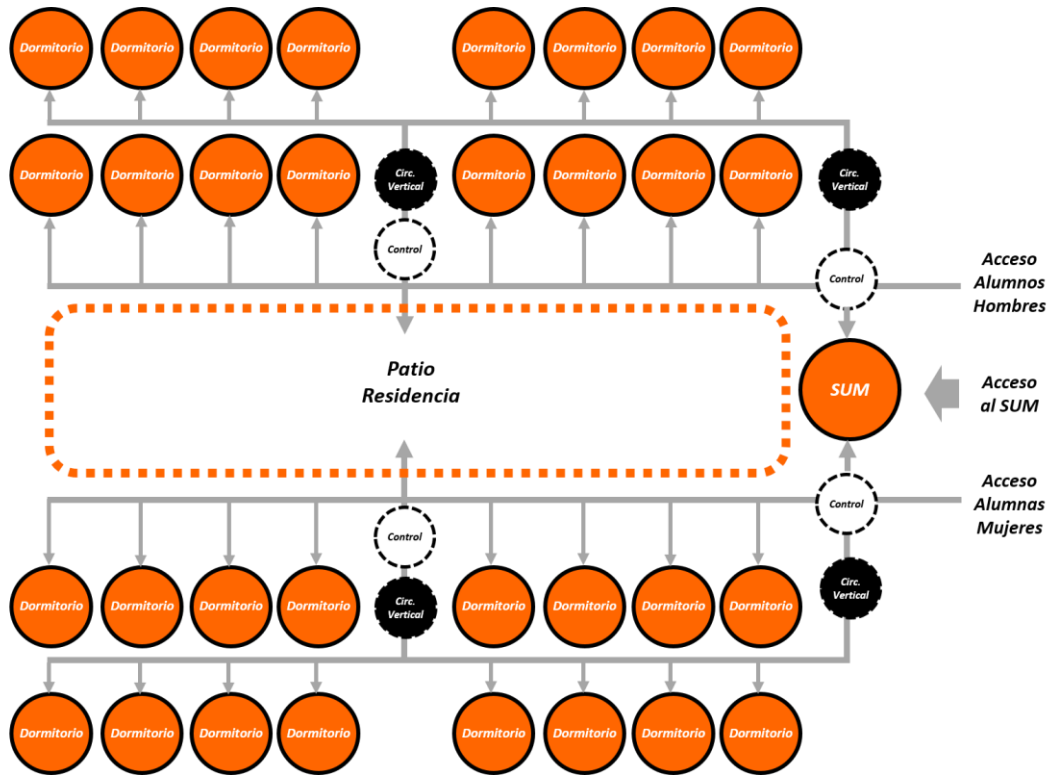 Dormitorio Dormitorio Dormitorio Dormitorio Dormitorio Dormitorio Dormitorio Dormitorio
Dormitorio Dormitorio Dormitorio Dormitorio Circ. Dormitorio Dormitorio Dormitorio Dormitorio Circ.
Vertical Vertical
Control
Control
Acceso
Alumnos
Hombres
Patio
Residencia
SUM
Acceso
al SUM
Control
Acceso
Alumnas
Mujeres
Control
Circ.
Vertical
Dormitorio Dormitorio Dormitorio Dormitorio Circ. Dormitorio Dormitorio Dormitorio Dormitorio
Vertical
Dormitorio Dormitorio Dormitorio Dormitorio Dormitorio Dormitorio Dormitorio Dormitorio